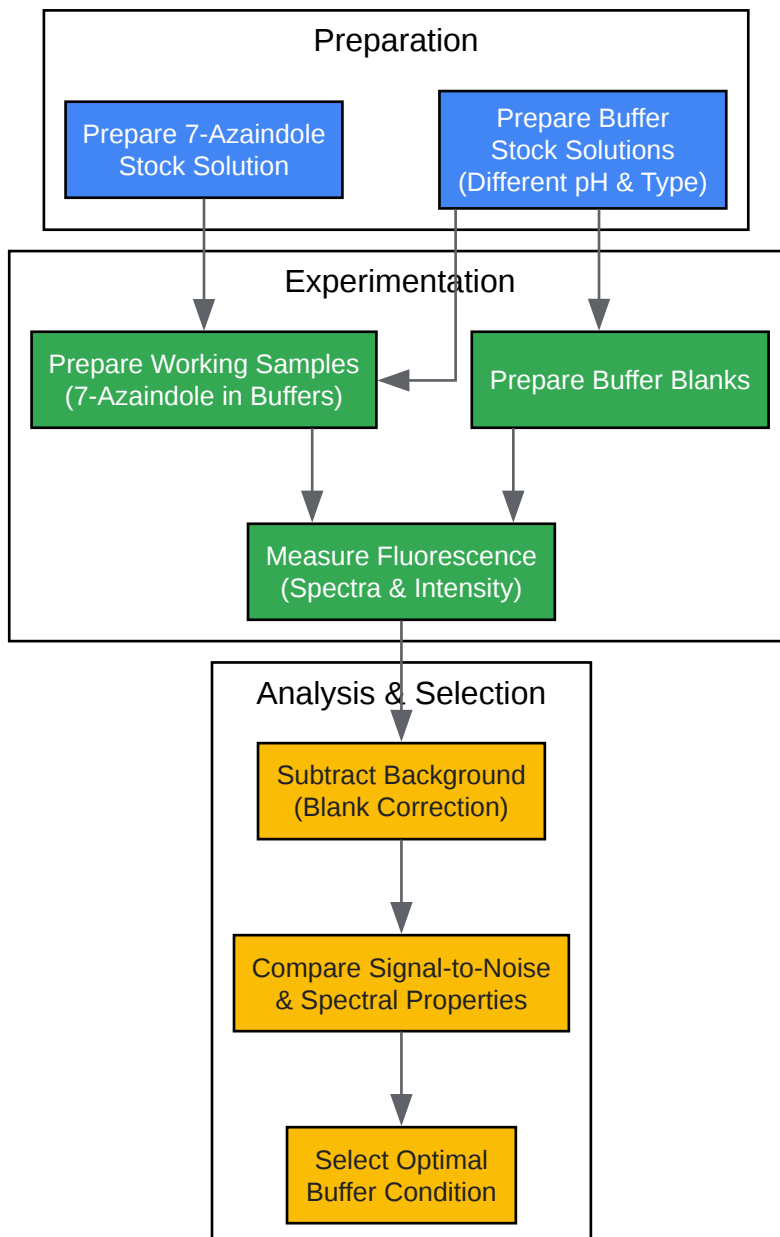 Preparation
Prepare 7-Azaindole
Stock Solution
Prepare Buffer
Stock Solutions
(Different pH & Type)
Experimentation
Prepare Working Samples
(7-Azaindole in Buffers)
Prepare Buffer Blanks
Measure Fluorescence
(Spectra & Intensity)
Analysis & Selection
Subtract Background
(Blank Correction)
Compare Signal-to-Noise
& Spectral Properties
Select Optimal
Buffer Condition